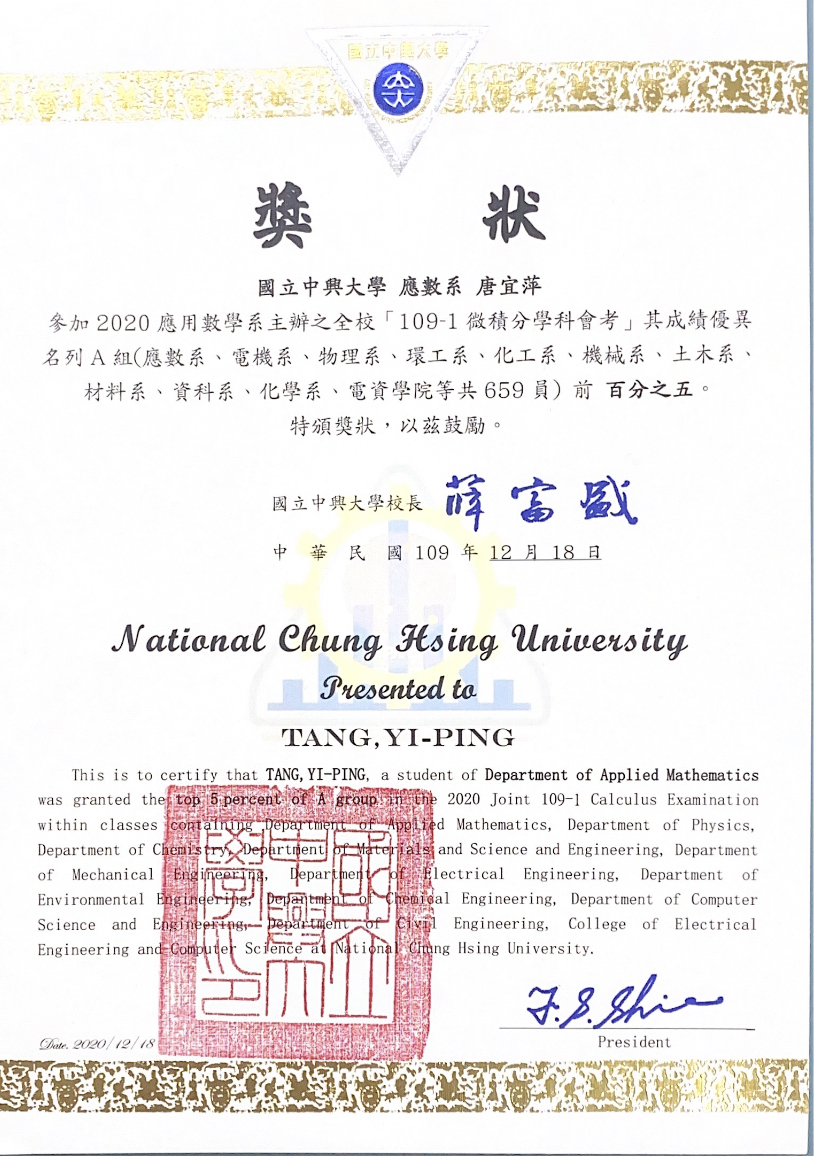 國立中興大學
獎 狀
國立中興大學 應數系 唐宜萍
參加 2020 應用數學系主辦之全校「109-1 微積分學科會考」其成績優異
名列 A 組(應數系、電機系、物理系、環工系、化工系、機械系、土木系、
材料系、資科系、化學系、電資學院等共 659 員) 前 百分之五。
特頒獎狀，以茲鼓勵。
國立中興大學校長 薛富盛
中 華 民 國 109 年 12 月 18 日
National Chung Hsing University
Presented to
TANG,YI-PING
This is to certify that TANG,YI-PING, a student of Department of Applied Mathematics
was granted the top 5 percent of A group in the 2020 Joint 109-1 Calculus Examination
within classes containing Department of Applied Mathematics, Department of Physics,
Department of Chemistry, Department of Materials and Science and Engineering, Department
of Mechanical Engineering, Department of Electrical Engineering, Department of
Environmental Engineering, Department of Chemical Engineering, Department of Computer
Science and Engineering, Department of Civil Engineering, College of Electrical
Engineering and Computer Science at National Chung Hsing University.
國立中興大學印
F. S. Shieu
President
Date. 2020/12/18